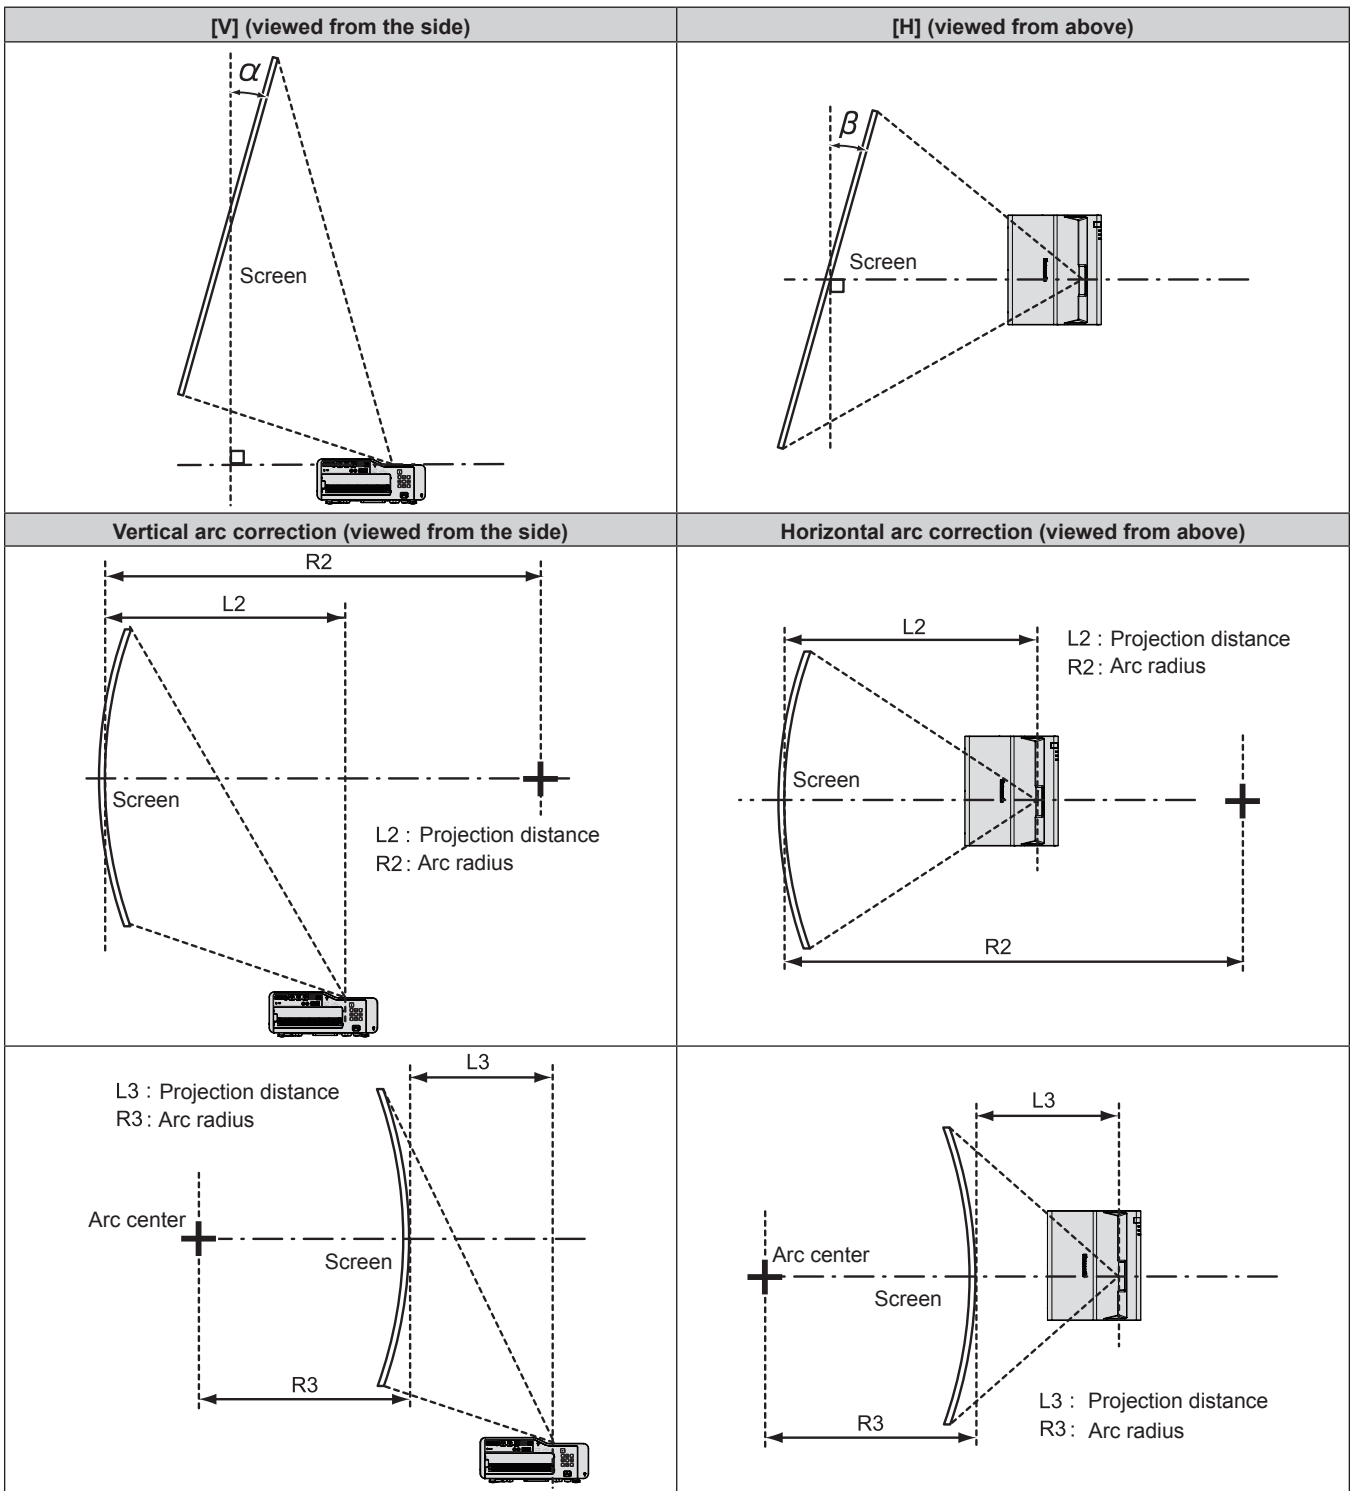 [V] (viewed from the side)
[H] (viewed from above)
α
Screen
β
Screen
Vertical arc correction (viewed from the side)
Horizontal arc correction (viewed from above)
R2
L2
Screen
L2 : Projection distance
R2 : Arc radius
L2
L2 : Projection distance
R2 : Arc radius
Screen
R2
L3
L3 : Projection distance
R3 : Arc radius
Arc center
Screen
R3
L3
Arc center
Screen
L3 : Projection distance
R3 : Arc radius
R3